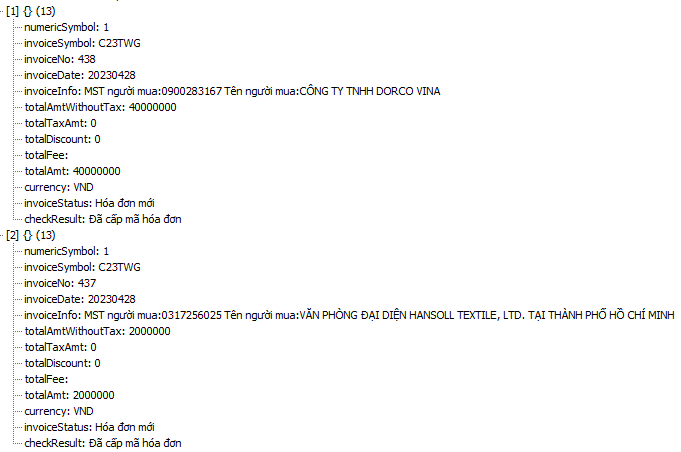 [1] {} (13)
numericSymbol: 1
invoiceSymbol: C23TWG
invoiceNo: 438
invoiceDate: 20230428
invoiceInfo: MST người mua:0900283167 Tên người mua:CÔNG TY TNHH DORCO VINA
totalAmtWithoutTax: 40000000
totalTaxAmt: 0
totalDiscount: 0
totalFee:
totalAmt: 40000000
currency: VND
invoiceStatus: Hóa đơn mới
checkResult: Đã cấp mã hóa đơn
[2] {} (13)
numericSymbol: 1
invoiceSymbol: C23TWG
invoiceNo: 437
invoiceDate: 20230428
invoiceInfo: MST người mua:0317256025 Tên người mua:VĂN PHÒNG ĐẠI DIỆN HANSOLL TEXTILE, LTD. TẠI THÀNH PHỐ HỒ CHÍ MINH
totalAmtWithoutTax: 2000000
totalTaxAmt: 0
totalDiscount: 0
totalFee:
totalAmt: 2000000
currency: VND
invoiceStatus: Hóa đơn mới
checkResult: Đã cấp mã hóa đơn